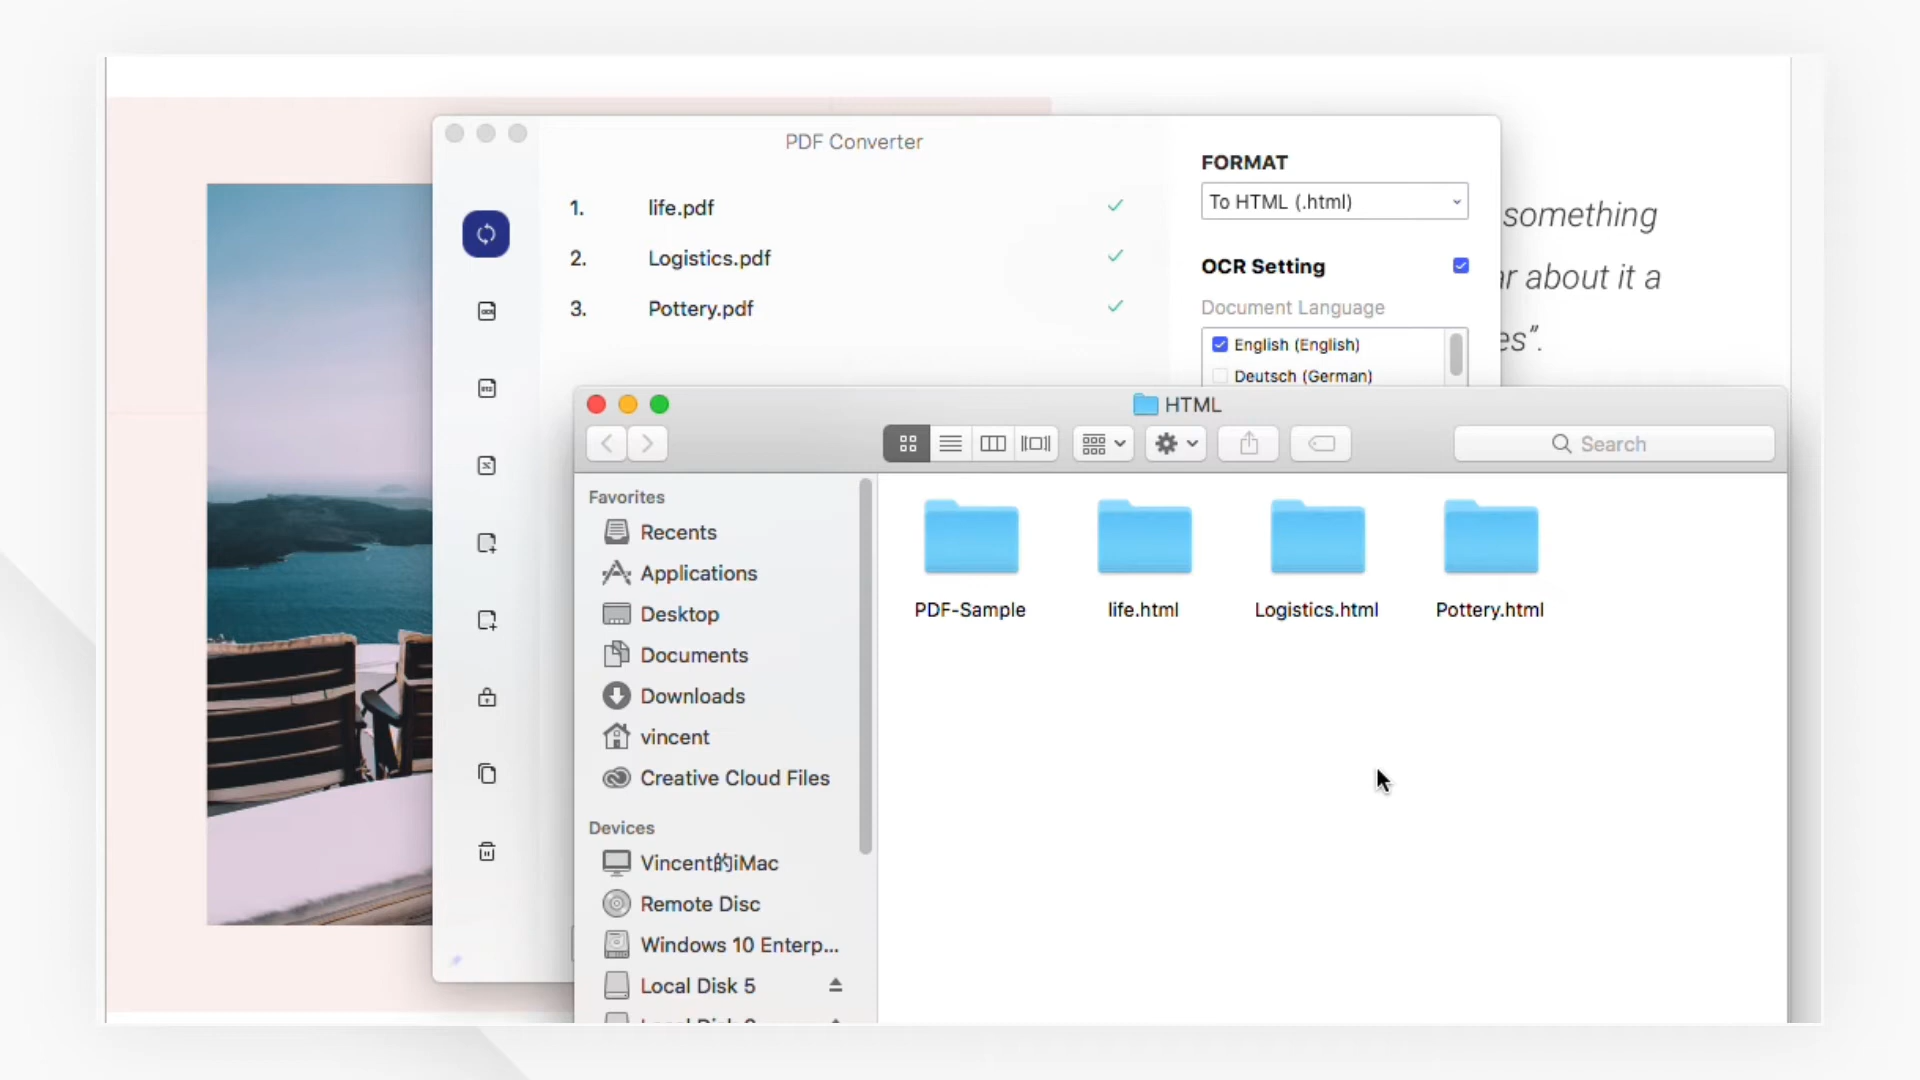 PDF Converter
1. life.pdf
2. Logistics.pdf
3. Pottery.pdf
FORMAT
To HTML (.html)
OCR Setting
Document Language
English (English)
Deutsch (German)
something
about it a
HTML
Search
Favorites
Recents
Applications
Desktop
Documents
Downloads
vincent
Creative Cloud Files
Devices
Vincent的iMac
Remote Disc
Windows 10 Enterp...
Local Disk 5
PDF-Sample
life.html
Logistics.html
Pottery.html